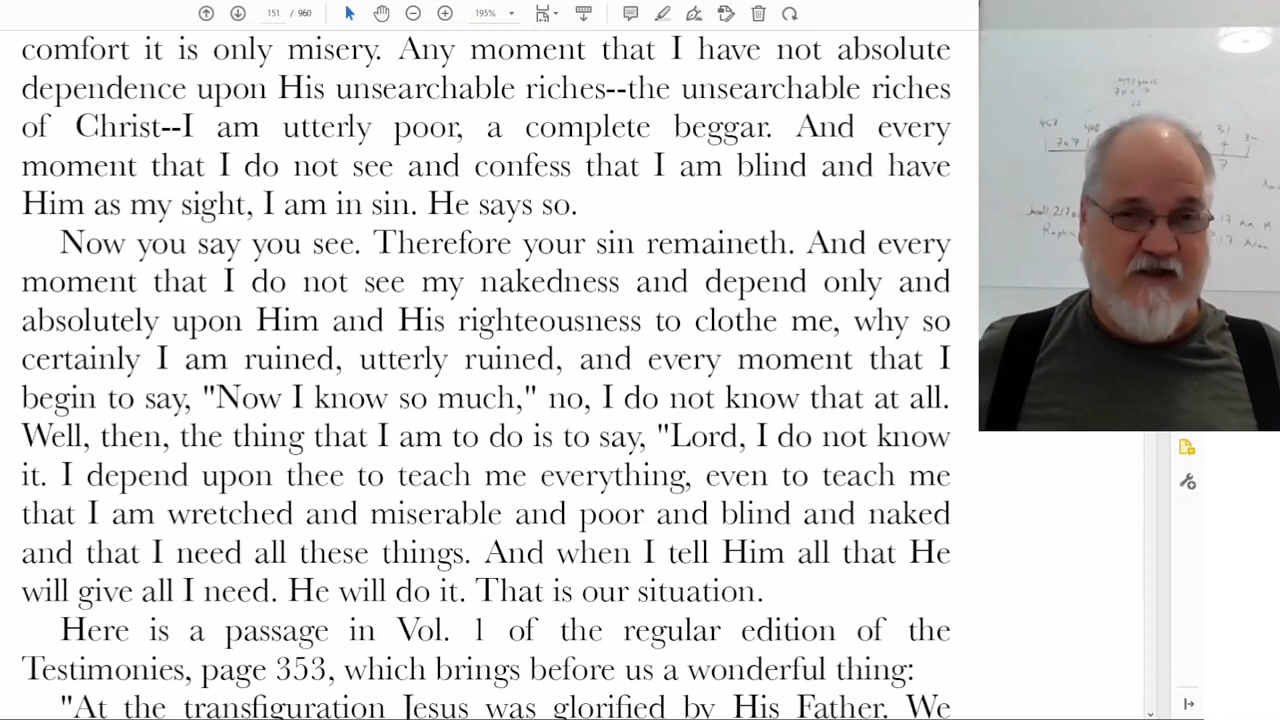 151 / 960
195%
comfort it is only misery. Any moment that I have not absolute
dependence upon His unsearchable riches--the unsearchable riches
of Christ--I am utterly poor, a complete beggar. And every
moment that I do not see and confess that I am blind and have
Him as my sight, I am in sin. He says so.
Now you say you see. Therefore your sin remaineth. And every
moment that I do not see my nakedness and depend only and
absolutely upon Him and His righteousness to clothe me, why so
certainly I am ruined, utterly ruined, and every moment that I
begin to say, "Now I know so much," no, I do not know that at all.
Well, then, the thing that I am to do is to say, "Lord, I do not know
it. I depend upon thee to teach me everything, even to teach me
that I am wretched and miserable and poor and blind and naked
and that I need all these things. And when I tell Him all that He
will give all I need. He will do it. That is our situation.
Here is a passage in Vol. 1 of the regular edition of the
Testimonies, page 353, which brings before us a wonderful thing:
"At the transfiguration Jesus was glorified by His Father. We
457
7